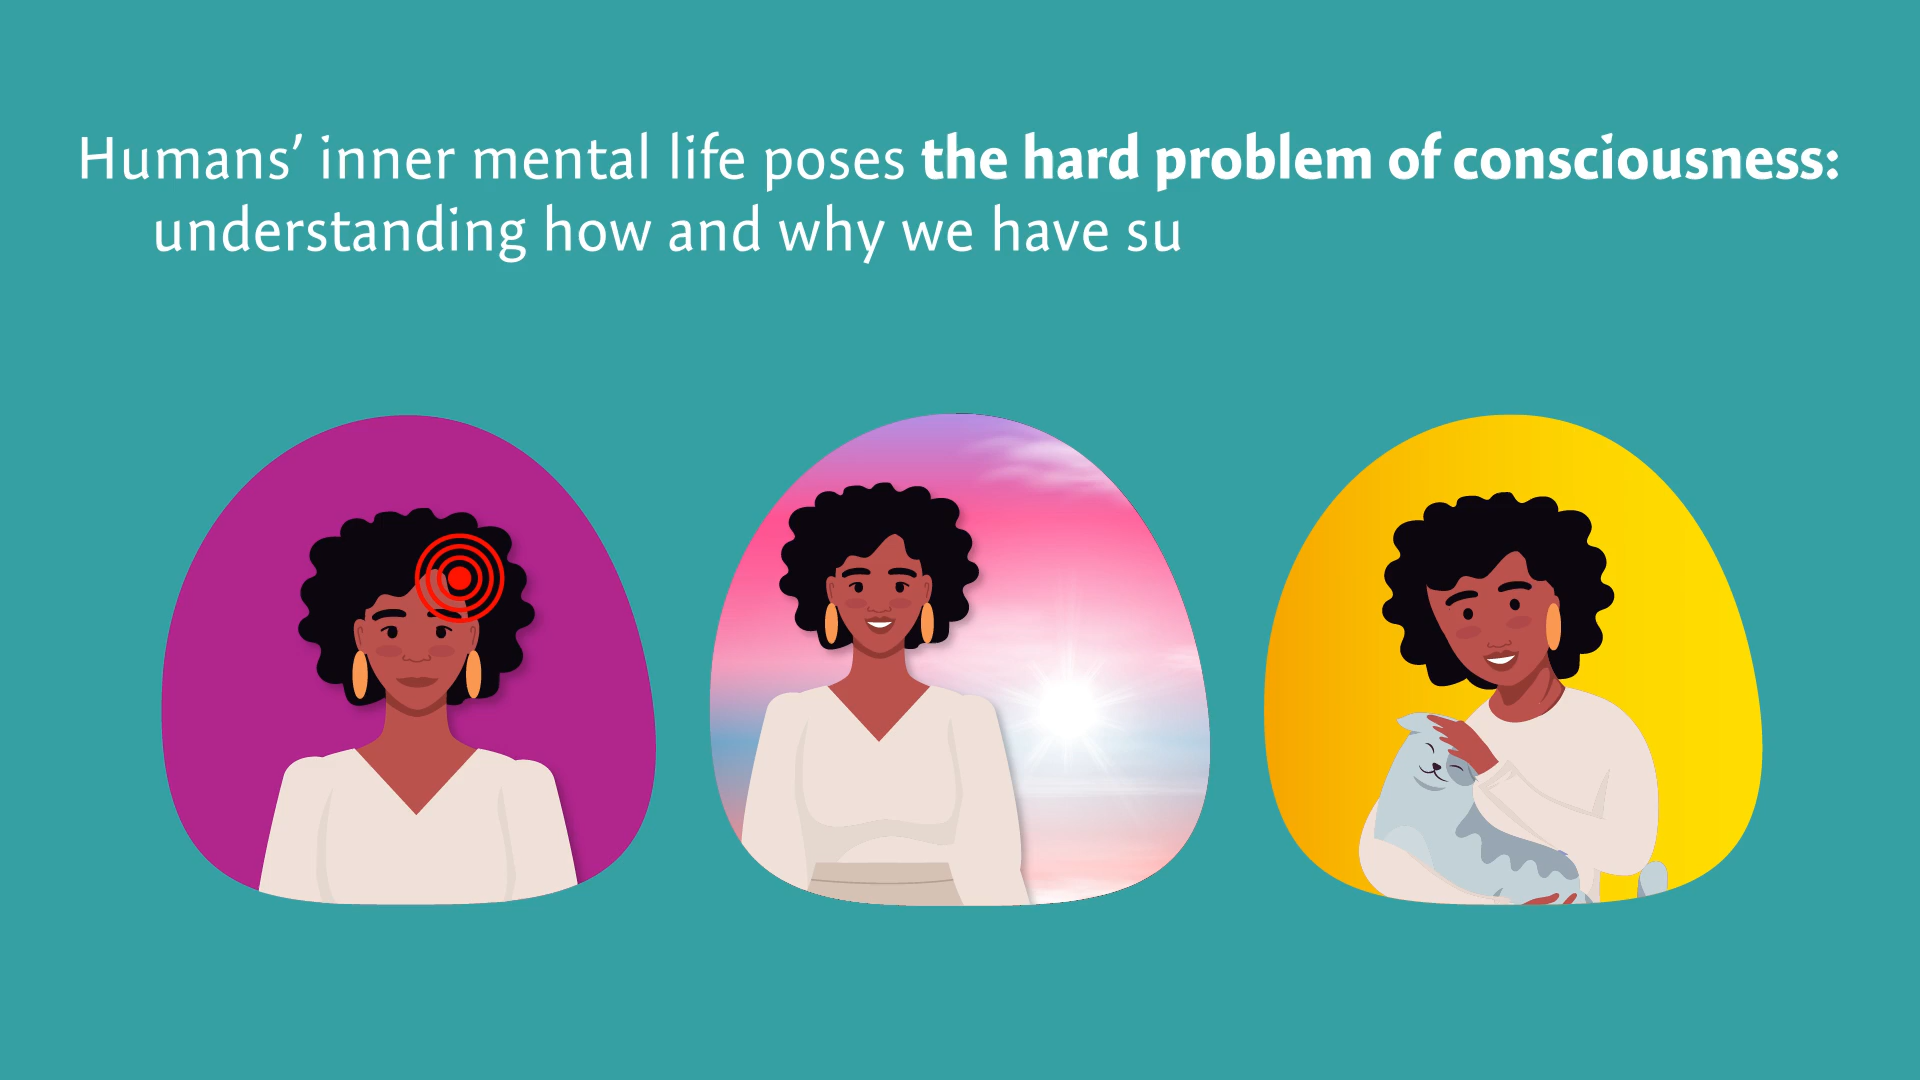 Humans’ inner mental life poses the hard problem of consciousness:
understanding how and why we have su